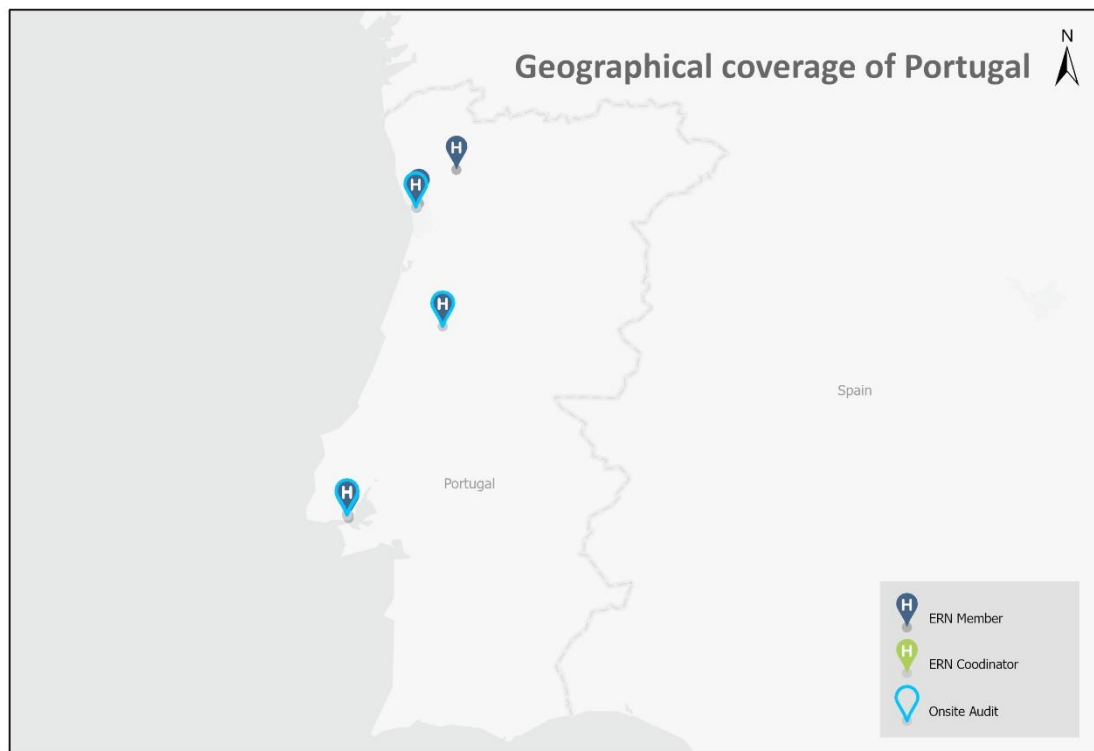 N
Geographical coverage of Portugal
H
H
H
Spain
Portugal
H
H ERN Member
H ERN Coodinator
Onsite Audit